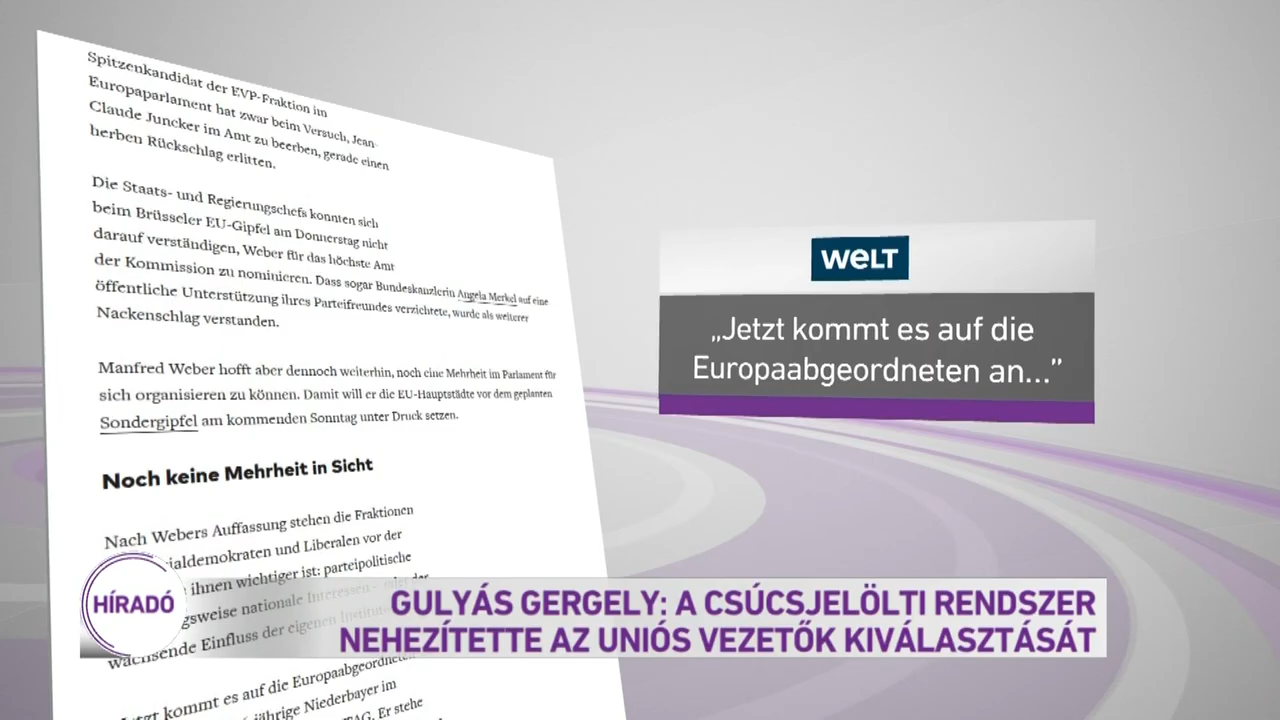 Spitzenkandidat der EVP-Fraktion im
Europaparlament hat zwar beim Versuch, Jean-
Claude Juncker im Amt zu beerben, gerade einen
herben Rückschlag erlitten.
Die Staats- und Regierungschefs konnten sich
beim Brüsseler EU-Gipfel am Donnerstag nicht
darauf verständigen, Weber für das höchste Amt
der Kommission zu nominieren. Dass sogar Bundeskanzlerin Angela Merkel auf eine
öffentliche Unterstützung ihres Parteifreundes verzichtete, wurde als weiterer
Nackenschlag verstanden.
Manfred Weber hofft aber dennoch weiterhin, noch eine Mehrheit im Parlament für
sich organisieren zu können. Damit will er die EU-Hauptstädte vor dem geplanten
Sondergipfel am kommenden Sonntag unter Druck setzen.
Noch keine Mehrheit in Sicht
Nach Webers Auffassung stehen die Fraktionen
ialdemokraten und Liberalen vor der
ihnen wichtiger ist: parteipolitische
gsweise nationale Interessen - oder der
wachsende Einfluss der eigenen
kommt es auf die Europaabgeordneten
jährige Niederbayer im
Er stehe
WELT
„Jetzt kommt es auf die
Europaabgeordneten an...”
HÍRADÓ
GULYÁS GERGELY: A CSÚCSJELÖLTI RENDSZER
NEHEZÍTETTE AZ UNIÓS VEZETŐK KIVÁLASZTÁSÁT